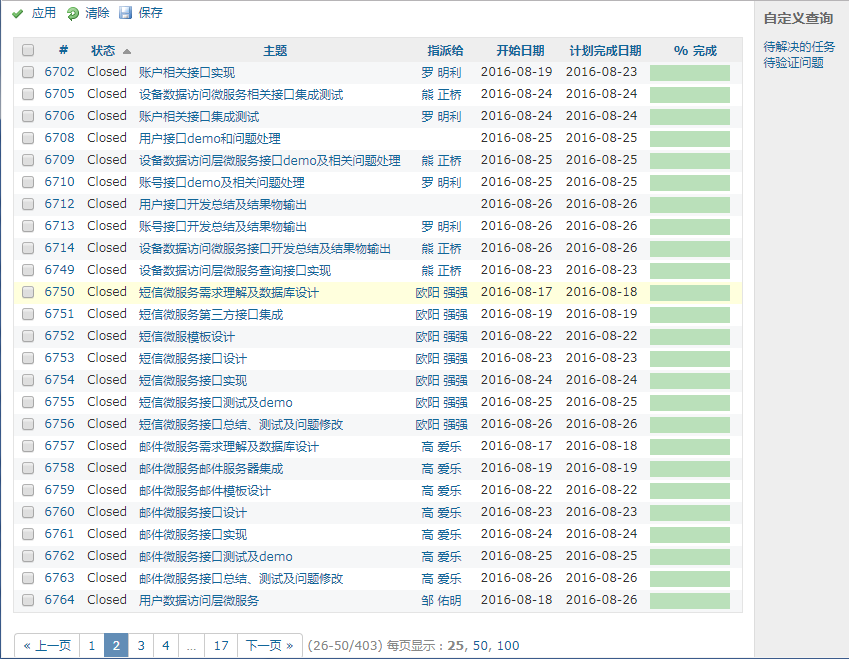 应用 清除 保存
自定义查询
待解决的任务
待验证问题
# 状态 主题 指派给 开始日期 计划完成日期 % 完成
6702 Closed 账户相关接口实现 罗 明利 2016-08-19 2016-08-23
6705 Closed 设备数据访问微服务相关接口集成测试 熊 正桥 2016-08-24 2016-08-24
6706 Closed 账户相关接口集成测试 罗 明利 2016-08-24 2016-08-24
6708 Closed 用户接口demo和问题处理 2016-08-25 2016-08-25
6709 Closed 设备数据访问层微服务接口demo及相关问题处理 熊 正桥 2016-08-25 2016-08-25
6710 Closed 账号接口demo及相关问题处理 罗 明利 2016-08-25 2016-08-25
6712 Closed 用户接口开发总结及结果物输出 2016-08-26 2016-08-26
6713 Closed 账号接口开发总结及结果物输出 罗 明利 2016-08-26 2016-08-26
6714 Closed 设备数据访问微服务接口开发总结及结果物输出 熊 正桥 2016-08-26 2016-08-26
6749 Closed 设备数据访问层微服务查询接口实现 熊 正桥 2016-08-23 2016-08-23
6750 Closed 短信微服务需求理解及数据库设计 欧阳 强强 2016-08-17 2016-08-18
6751 Closed 短信微服务第三方接口集成 欧阳 强强 2016-08-19 2016-08-19
6752 Closed 短信微服模板设计 欧阳 强强 2016-08-22 2016-08-22
6753 Closed 短信微服务接口设计 欧阳 强强 2016-08-23 2016-08-23
6754 Closed 短信微服务接口实现 欧阳 强强 2016-08-24 2016-08-24
6755 Closed 短信微服务接口测试及demo 欧阳 强强 2016-08-25 2016-08-25
6756 Closed 短信微服务接口总结、测试及问题修改 欧阳 强强 2016-08-26 2016-08-26
6757 Closed 邮件微服务需求理解及数据库设计 高 爱乐 2016-08-17 2016-08-18
6758 Closed 邮件微服务邮件服务器集成 高 爱乐 2016-08-19 2016-08-19
6759 Closed 邮件微服务邮件模板设计 高 爱乐 2016-08-22 2016-08-22
6760 Closed 邮件微服务接口设计 高 爱乐 2016-08-23 2016-08-23
6761 Closed 邮件微服务接口实现 高 爱乐 2016-08-24 2016-08-24
6762 Closed 邮件微服务接口测试及demo 高 爱乐 2016-08-25 2016-08-25
6763 Closed 邮件微服务接口总结、测试及问题修改 高 爱乐 2016-08-26 2016-08-26
6764 Closed 用户数据访问层微服务 邹 佑明 2016-08-18 2016-08-26
« 上一页 1 2 3 4 ... 17 下一页 » (26-50/403) 每页显示 : 25, 50, 100